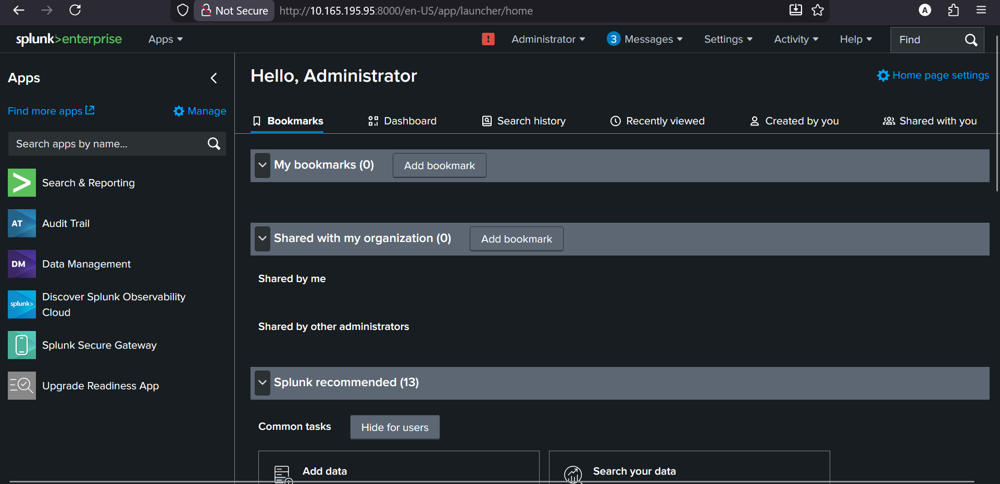 Not Secure http://10.165.195.95:8000/en-US/app/launcher/home A
splunk>enterprise Apps ! Administrator 3 Messages Settings Activity Help Find
Apps
Find more apps Manage
Search apps by name...
Search & Reporting
AT Audit Trail
DM Data Management
splunk> Discover Splunk Observability
Cloud
Splunk Secure Gateway
Upgrade Readiness App
Hello, Administrator
Home page settings
Bookmarks Dashboard Search history Recently viewed Created by you Shared with you
My bookmarks (0) Add bookmark
Shared with my organization (0) Add bookmark
Shared by me
Shared by other administrators
Splunk recommended (13)
Common tasks Hide for users
Add data Search your data